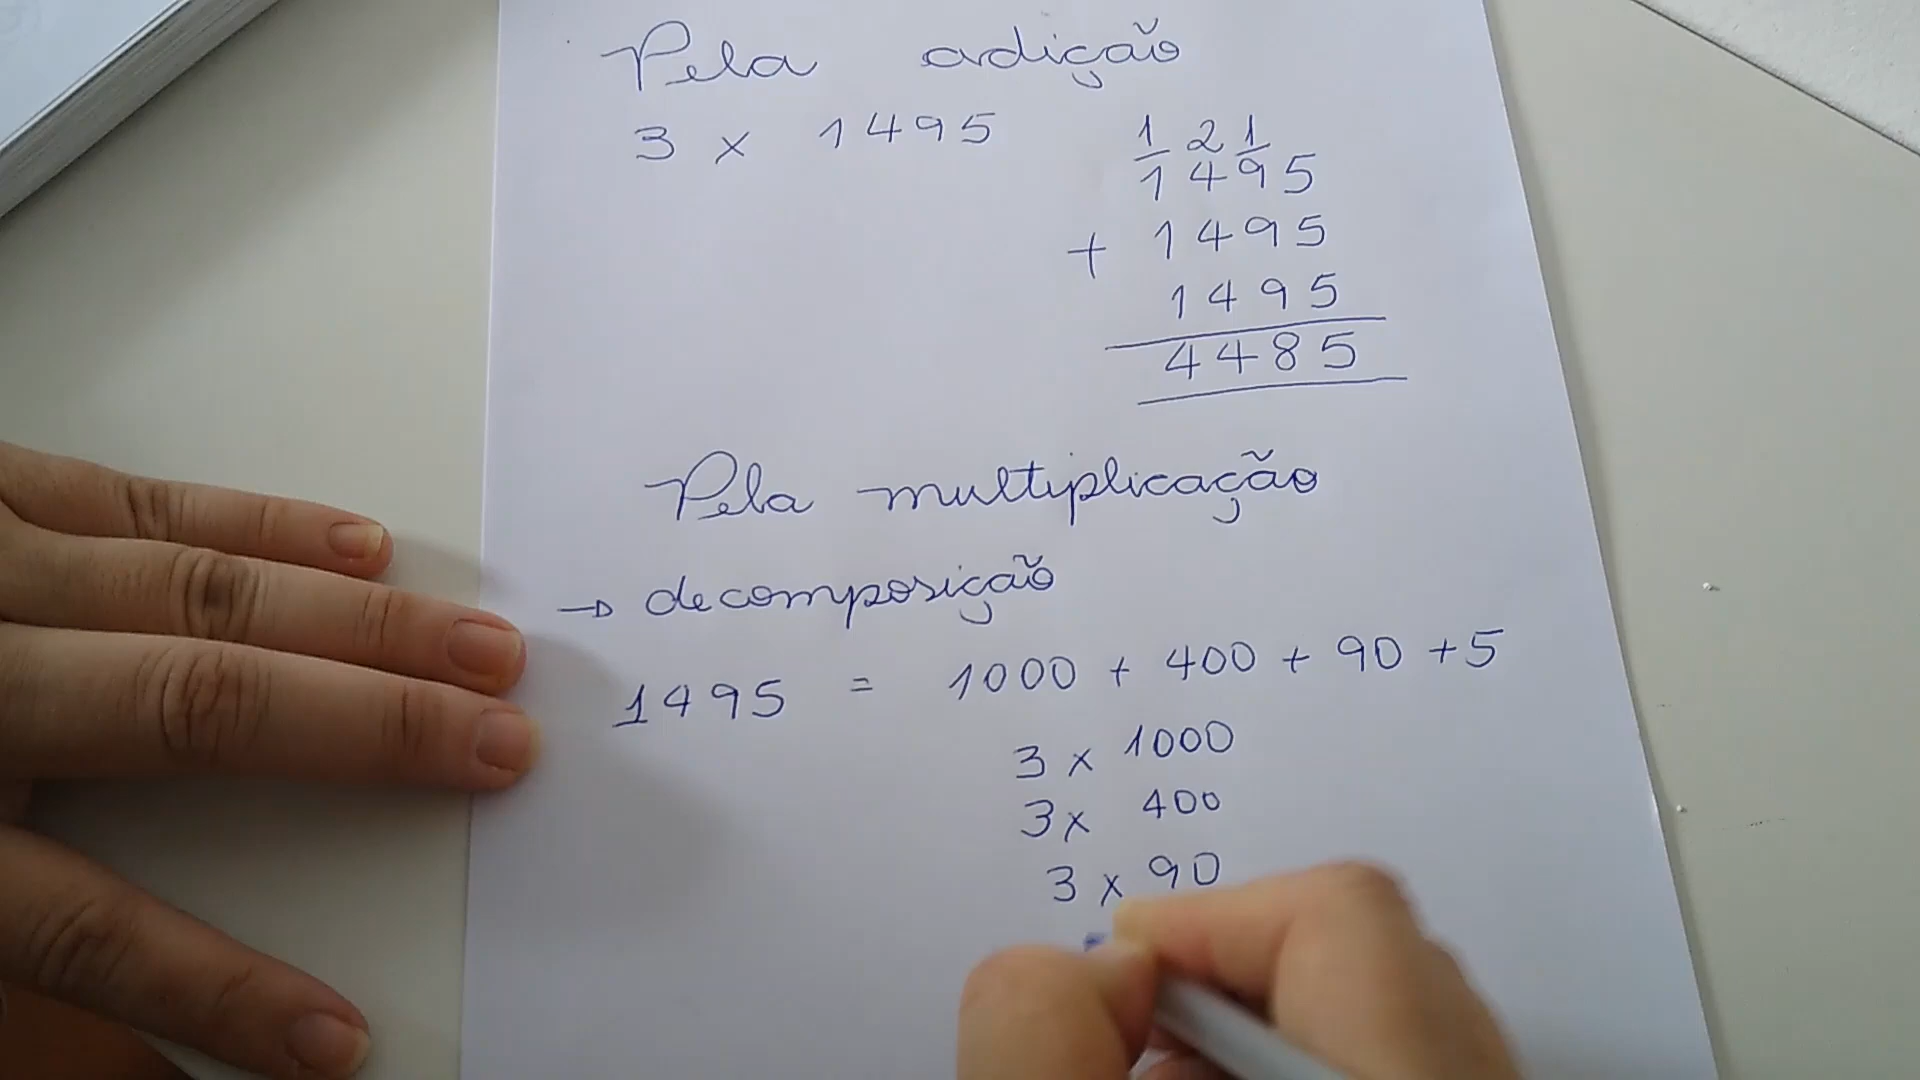 Pela adição
3 x 1495
1 2 1
1495
+ 1495
1495
4485
Pela multiplicação
→ decomposição
1495 = 1000 + 400 + 90 + 5
3 x 1000
3 x 400
3 x 90